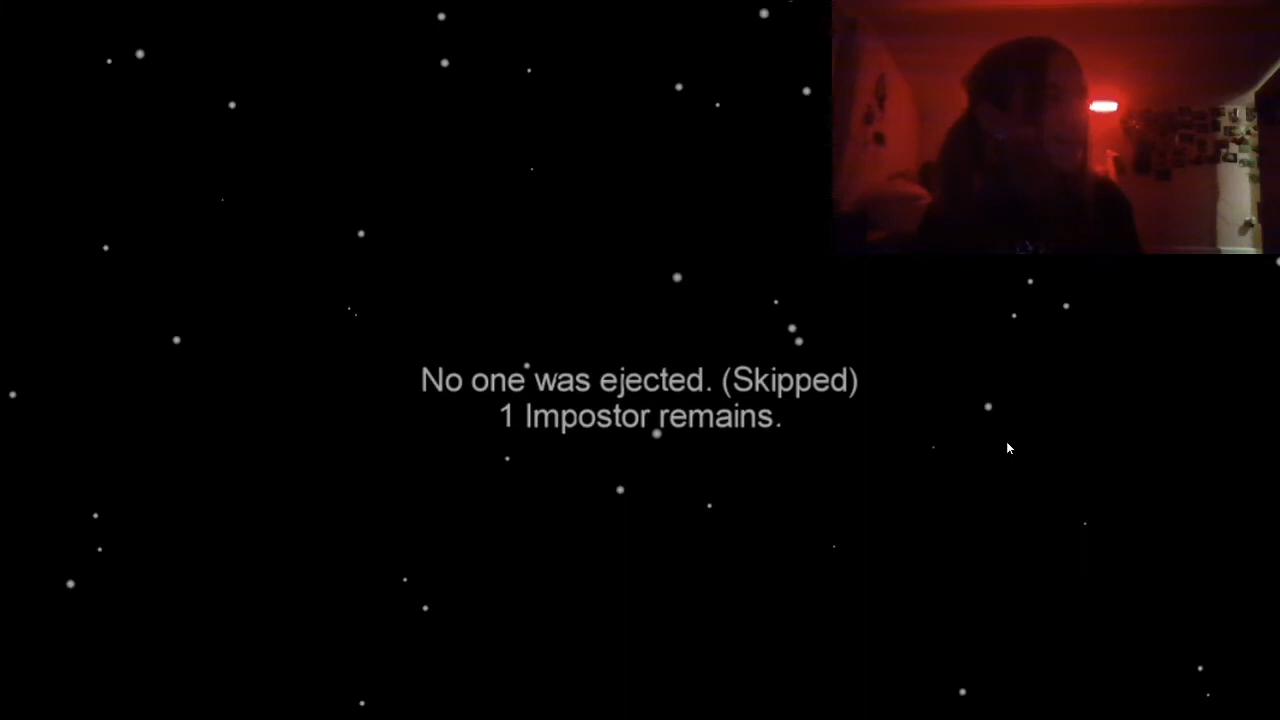 No one was ejected. (Skipped)
1 Impostor remains.